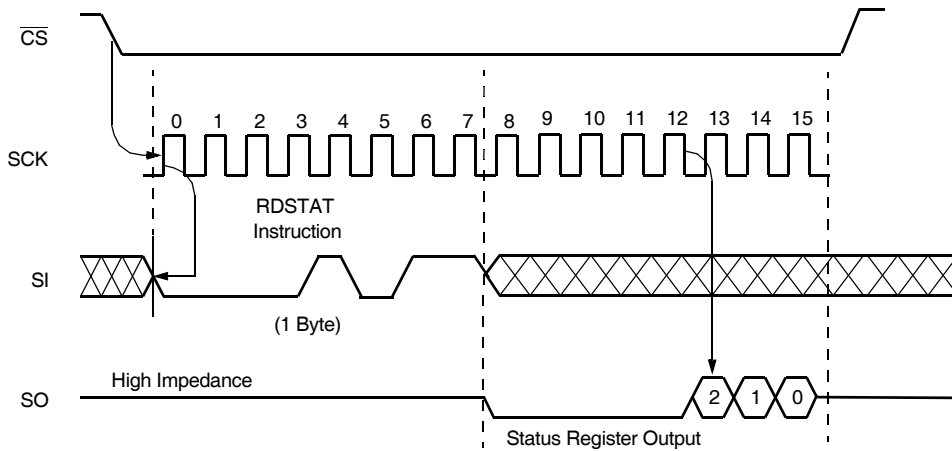 CS
0 1 2 3 4 5 6 7 8 9 10 11 12 13 14 15
SCK
RDSTAT
Instruction
SI
(1 Byte)
High Impedance
SO
2 1 0
Status Register Output